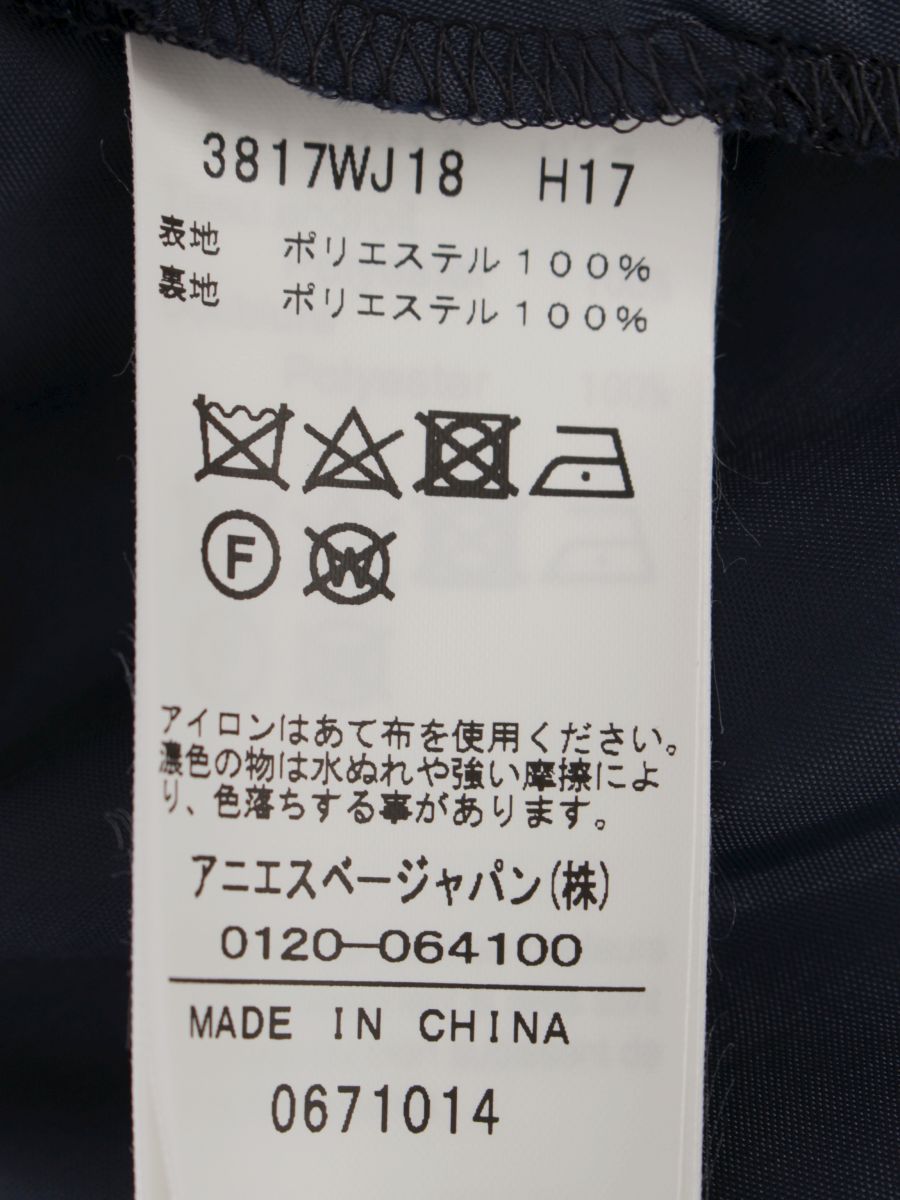 3817WJ18 H17
表地 ポリエステル100%
裏地 ポリエステル100%
Polyester 100%
F
W
アイロンはあて布を使用ください。
濃色の物は水ぬれや強い摩擦によ
り、色落ちする事があります。
アニエスベージャパン(株)
0120-064100
MADE IN CHINA
0671014